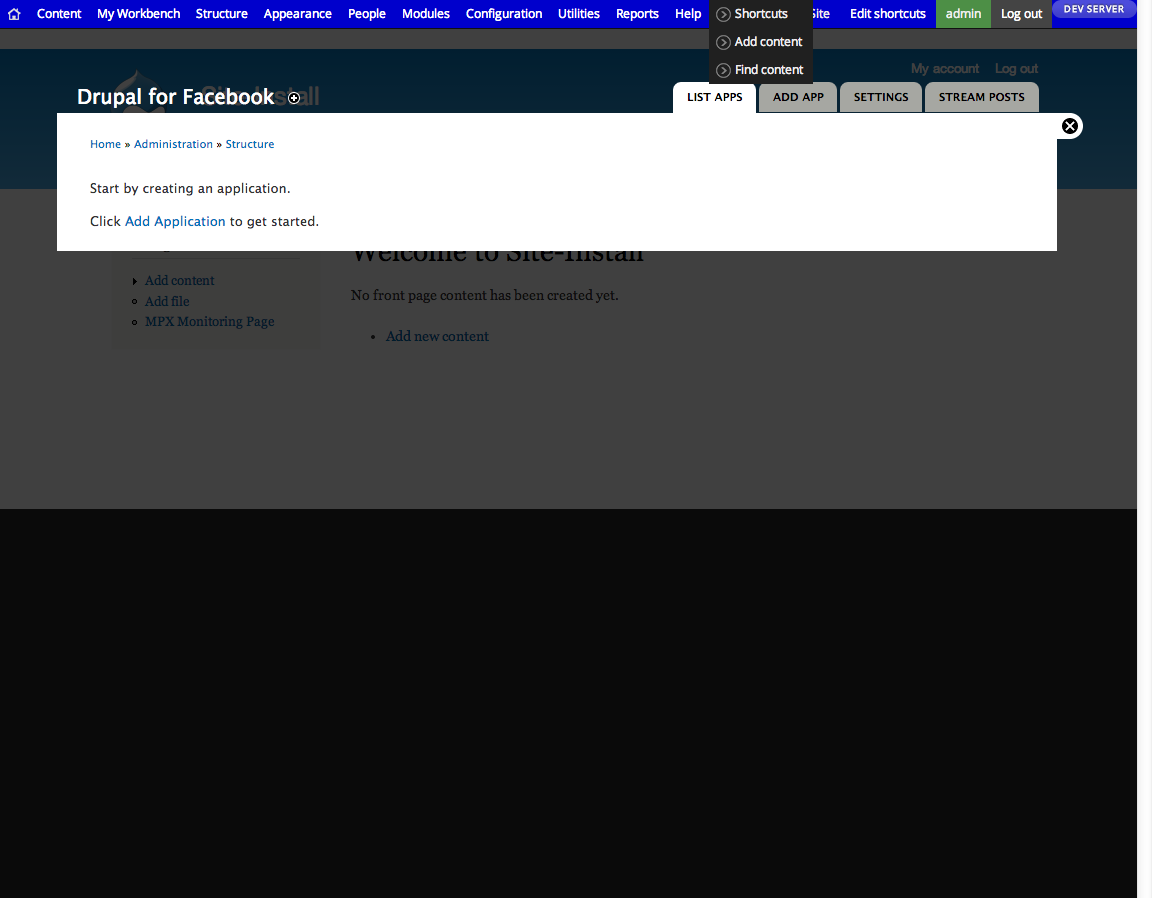 Content My Workbench Structure Appearance People Modules Configuration Utilities Reports Help Shortcuts Site Edit shortcuts admin Log out DEV SERVER
Add content
Find content
My account Log out
Drupal for Facebook Site-Install
LIST APPS ADD APP SETTINGS STREAM POSTS
Home » Administration » Structure
Start by creating an application.
Click Add Application to get started.
Welcome to Site-Install
Add content
No front page content has been created yet.
Add file
MPX Monitoring Page
Add new content